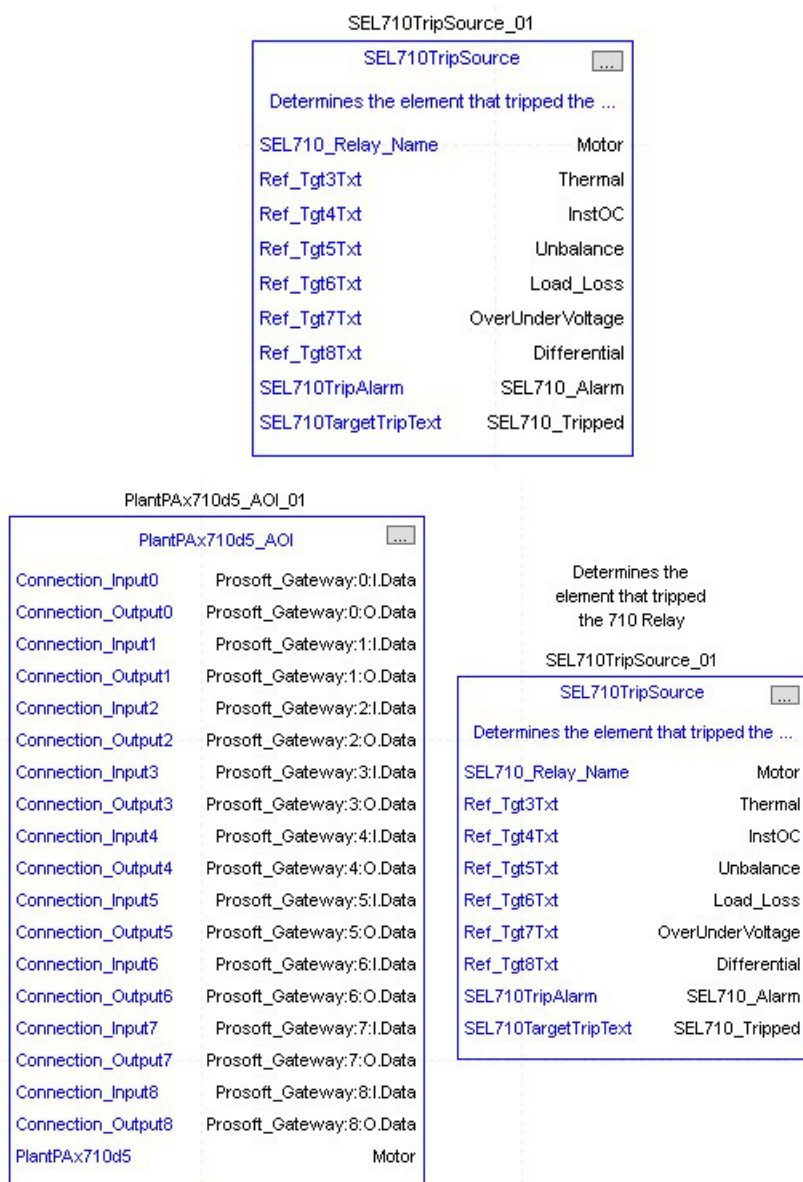 SEL710TripSource_01
SEL710TripSource ...
Determines the element that tripped the ...
SEL710_Relay_Name Motor
Ref_Tgt3Txt Thermal
Ref_Tgt4Txt InstOC
Ref_Tgt5Txt Unbalance
Ref_Tgt6Txt Load_Loss
Ref_Tgt7Txt OverUnderVoltage
Ref_Tgt8Txt Differential
SEL710TripAlarm SEL710_Alarm
SEL710TargetTripText SEL710_Tripped
PlantPAx710d5_AOI_01
PlantPAx710d5_AOI ...
Connection_Input0 Prosoft_Gateway:0:I.Data
Connection_Output0 Prosoft_Gateway:0:O.Data
Connection_Input1 Prosoft_Gateway:1:I.Data
Connection_Output1 Prosoft_Gateway:1:O.Data
Connection_Input2 Prosoft_Gateway:2:I.Data
Connection_Output2 Prosoft_Gateway:2:O.Data
Connection_Input3 Prosoft_Gateway:3:I.Data
Connection_Output3 Prosoft_Gateway:3:O.Data
Connection_Input4 Prosoft_Gateway:4:I.Data
Connection_Output4 Prosoft_Gateway:4:O.Data
Connection_Input5 Prosoft_Gateway:5:I.Data
Connection_Output5 Prosoft_Gateway:5:O.Data
Connection_Input6 Prosoft_Gateway:6:I.Data
Connection_Output6 Prosoft_Gateway:6:O.Data
Connection_Input7 Prosoft_Gateway:7:I.Data
Connection_Output7 Prosoft_Gateway:7:O.Data
Connection_Input8 Prosoft_Gateway:8:I.Data
Connection_Output8 Prosoft_Gateway:8:O.Data
PlantPAx710d5 Motor
Determines the
element that tripped
the 710 Relay
SEL710TripSource_01
SEL710TripSource ...
Determines the element that tripped the ...
SEL710_Relay_Name Motor
Ref_Tgt3Txt Thermal
Ref_Tgt4Txt InstOC
Ref_Tgt5Txt Unbalance
Ref_Tgt6Txt Load_Loss
Ref_Tgt7Txt OverUnderVoltage
Ref_Tgt8Txt Differential
SEL710TripAlarm SEL710_Alarm
SEL710TargetTripText SEL710_Tripped